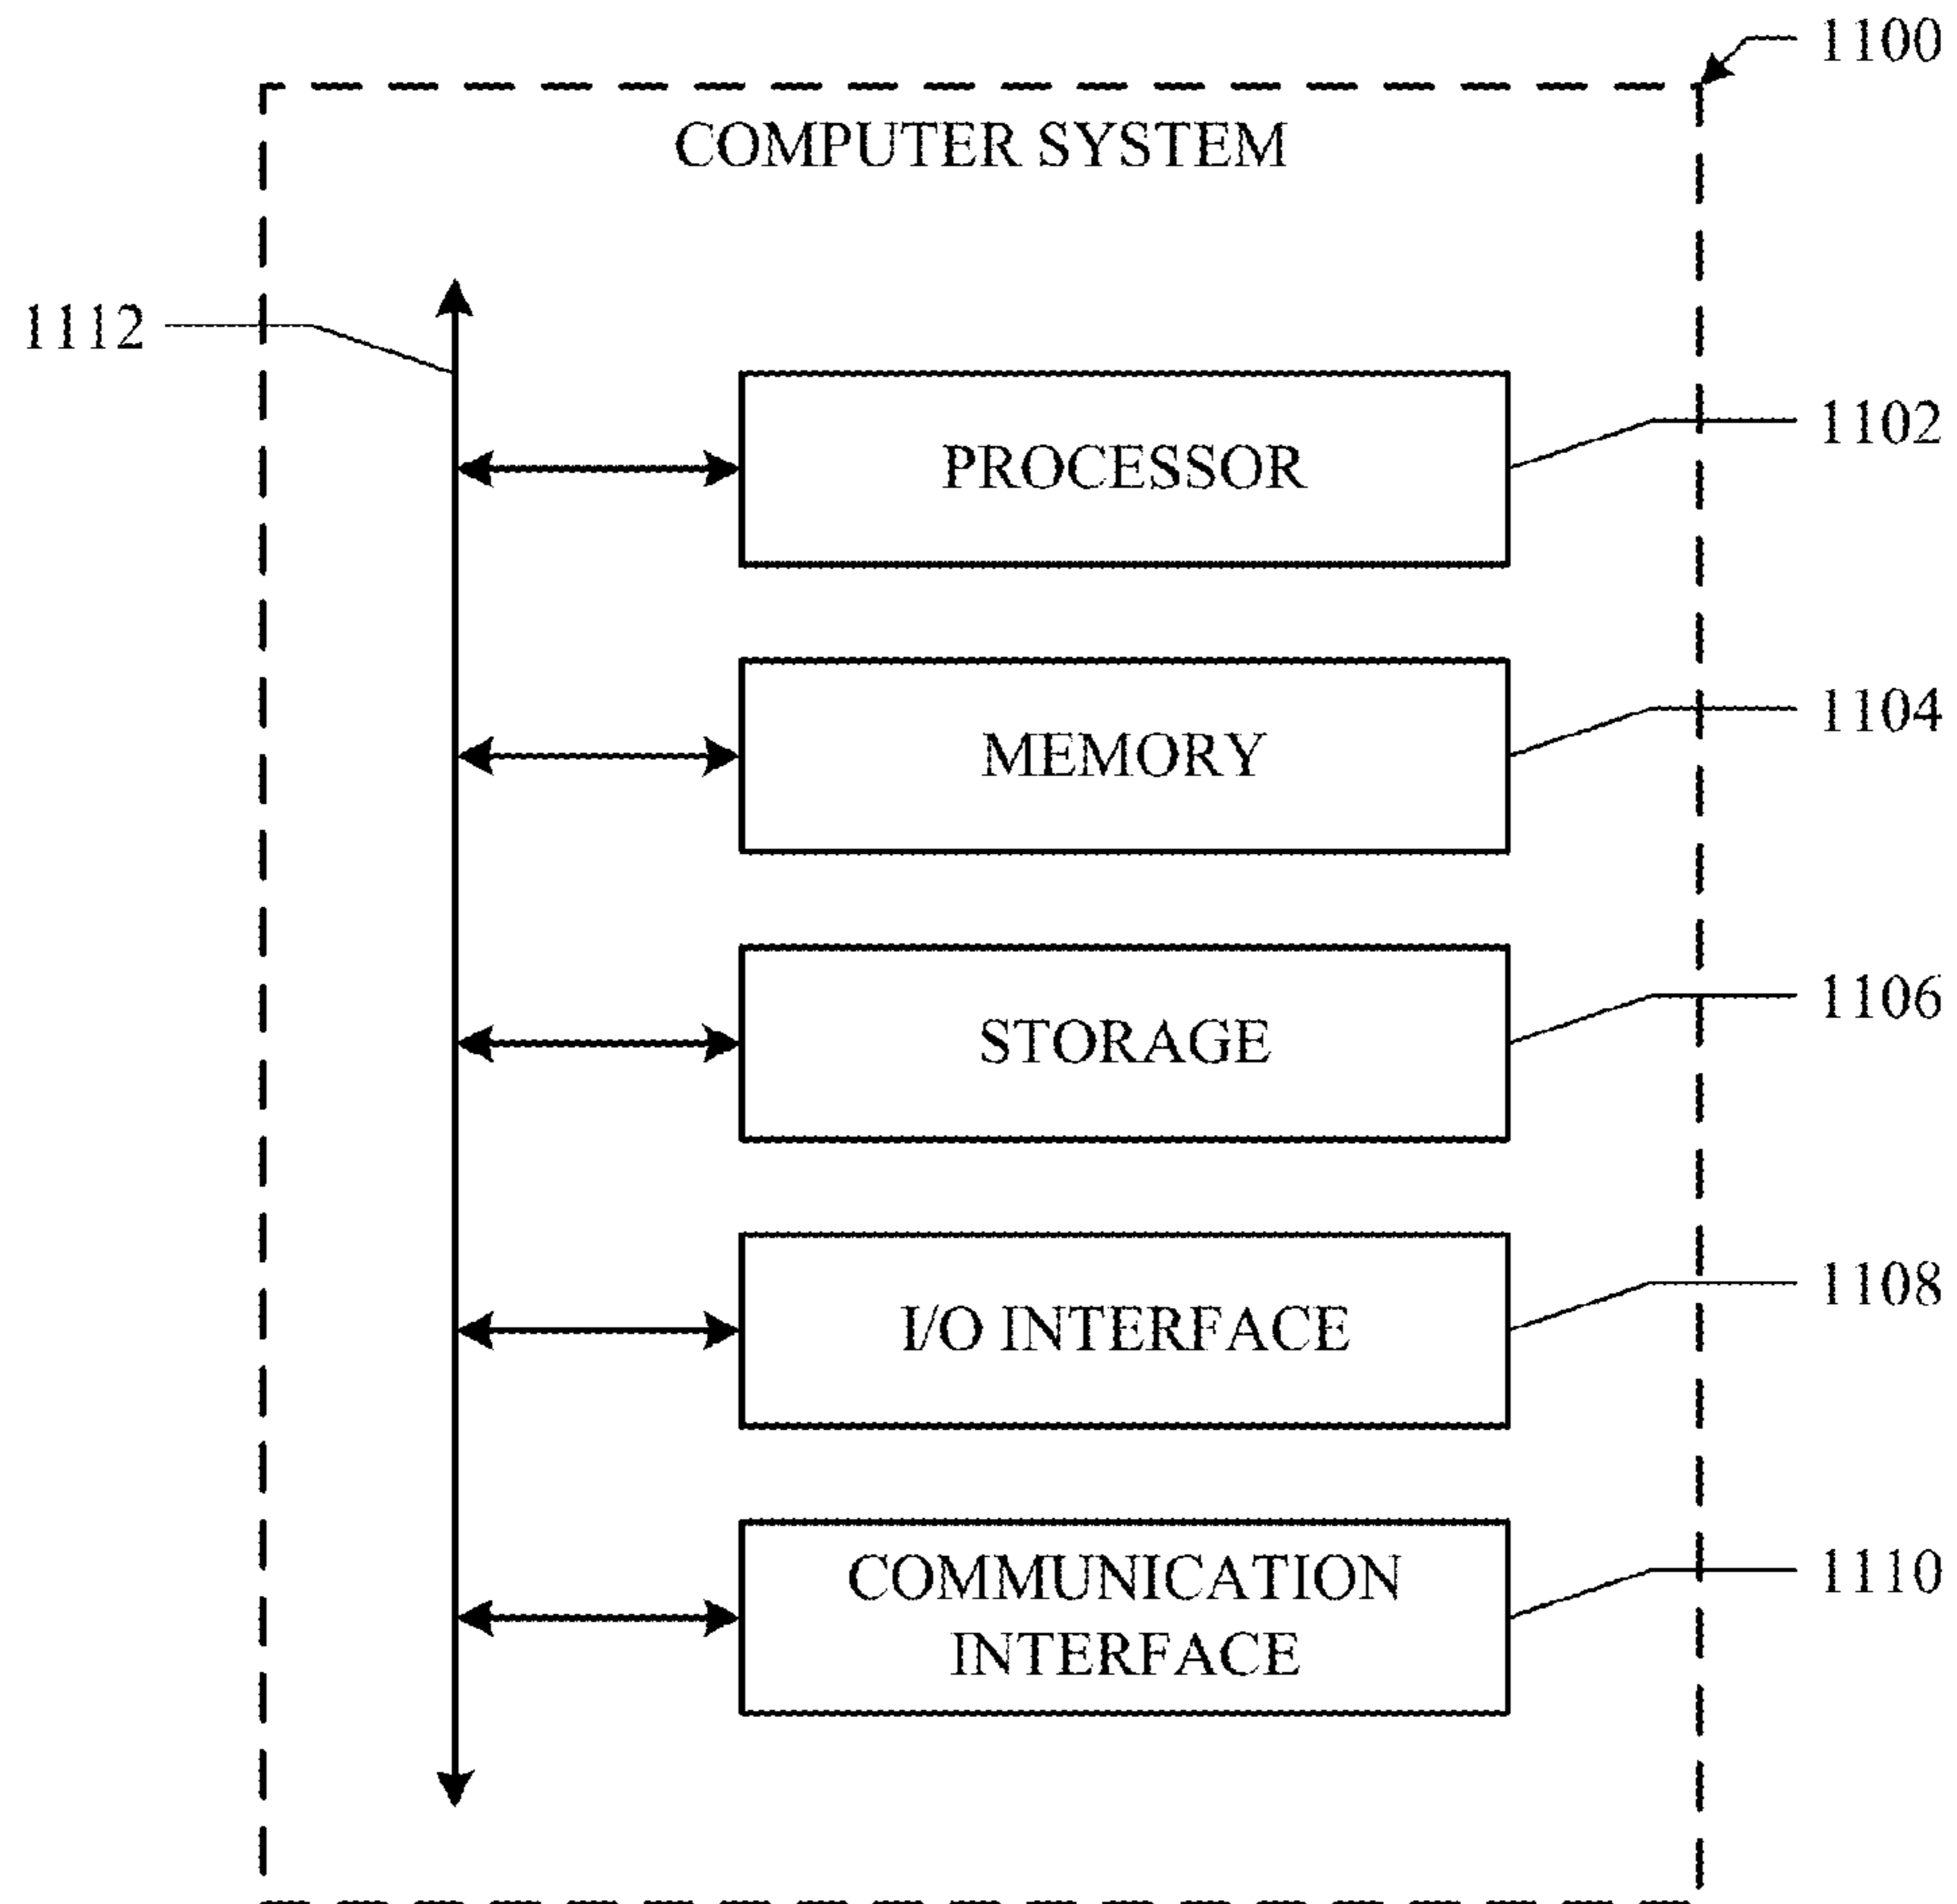 1100
COMPUTER SYSTEM
1112
PROCESSOR
1102
MEMORY
1104
STORAGE
1106
I/O INTERFACE
1108
COMMUNICATION
INTERFACE
1110